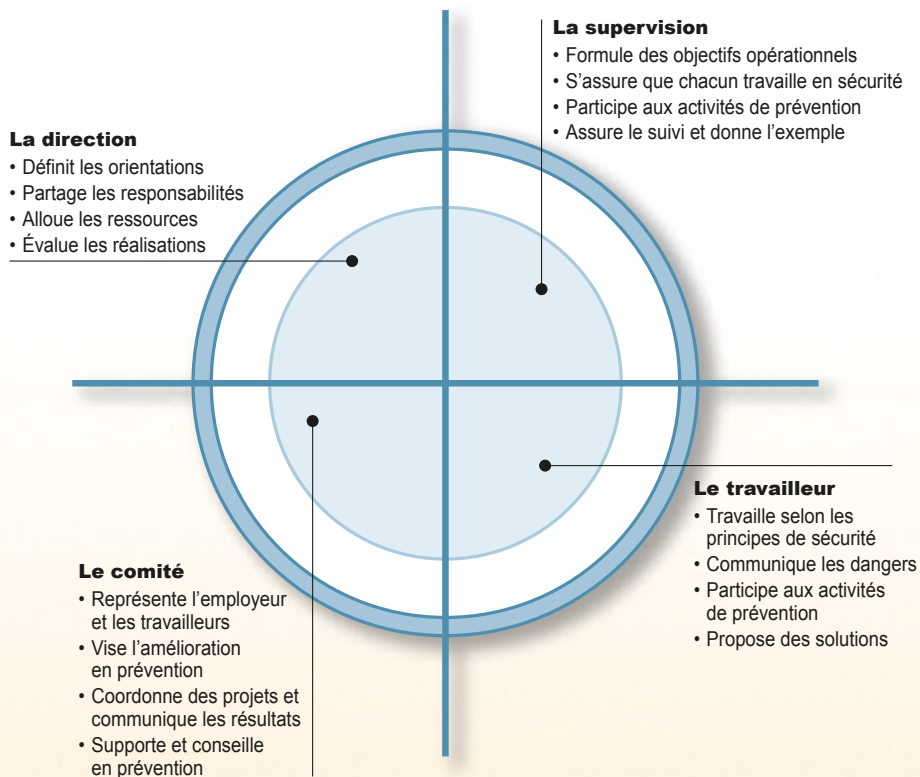 La supervision
• Formule des objectifs opérationnels
• S'assure que chacun travaille en sécurité
• Participe aux activités de prévention
• Assure le suivi et donne l'exemple
La direction
• Définit les orientations
• Partage les responsabilités
• Alloue les ressources
• Évalue les réalisations
Le travailleur
• Travaille selon les
principes de sécurité
• Communique les dangers
• Participe aux activités
de prévention
• Propose des solutions
Le comité
• Représente l'employeur
et les travailleurs
• Vise l'amélioration
en prévention
• Coordonne des projets et
communique les résultats
• Supporte et conseille
en prévention